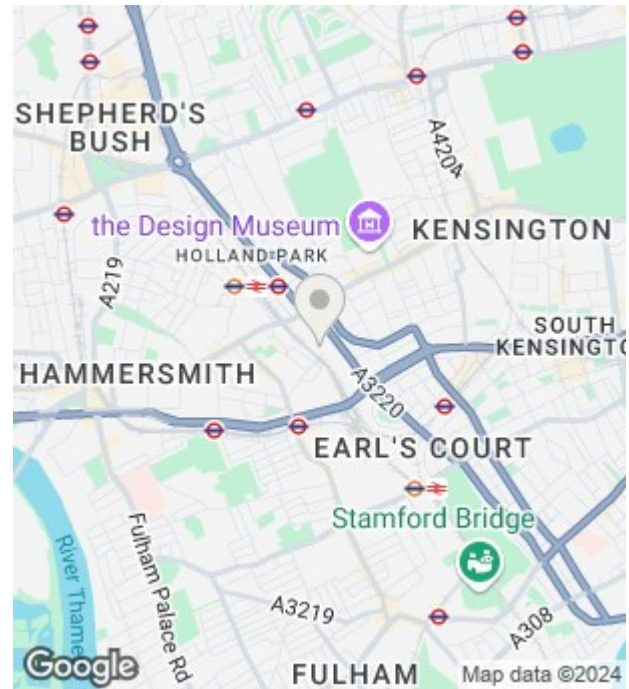 SHEPHERD'S
BUSH
A4204
the Design Museum
KENSINGTON
HOLLAND PARK
A219
SOUTH
KENSINGTO
HAMMERSMITH
A3220
EARL'S COURT
Stamford Bridge
River Thame
Fulham Palace Rd
A3219
A308
FULHAM
Google
Map data ©2024